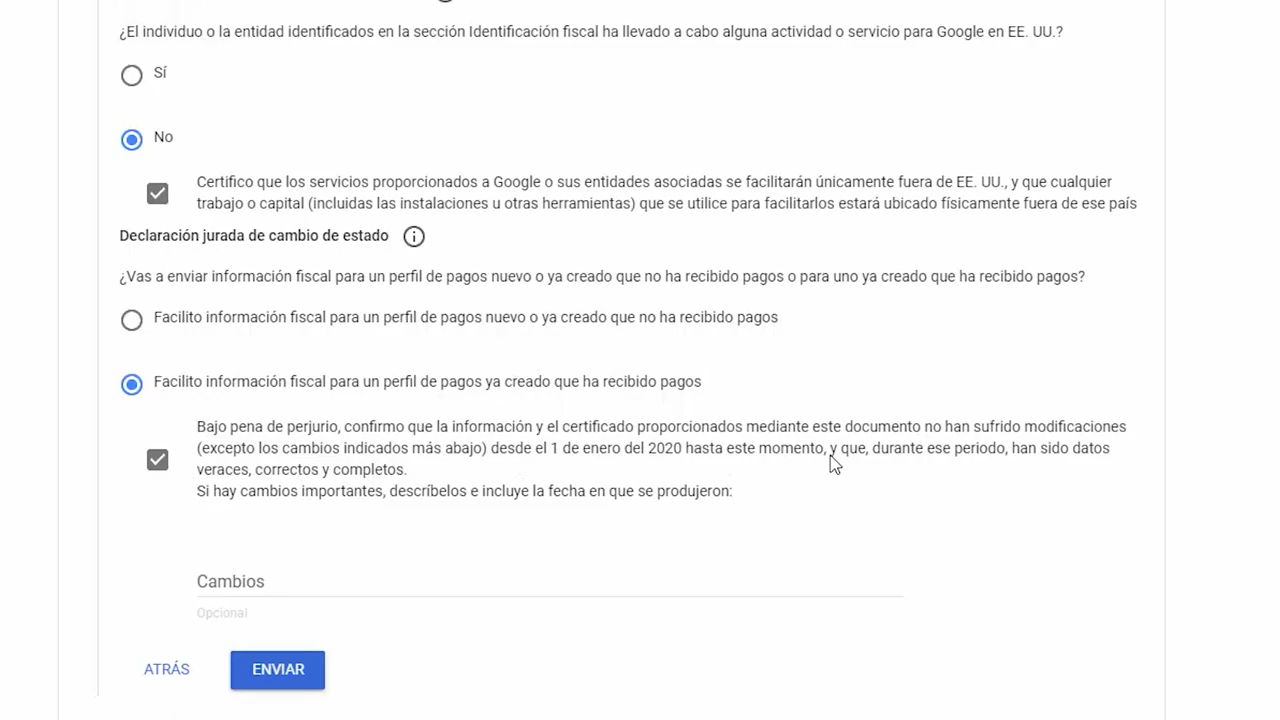 ¿El individuo o la entidad identificados en la sección Identificación fiscal ha llevado a cabo alguna actividad o servicio para Google en EE. UU.?
Sí
No
Certifico que los servicios proporcionados a Google o sus entidades asociadas se facilitarán únicamente fuera de EE. UU., y que cualquier
trabajo o capital (incluidas las instalaciones u otras herramientas) que se utilice para facilitarlos estará ubicado físicamente fuera de ese país
Declaración jurada de cambio de estado
¿Vas a enviar información fiscal para un perfil de pagos nuevo o ya creado que no ha recibido pagos o para uno ya creado que ha recibido pagos?
Facilito información fiscal para un perfil de pagos nuevo o ya creado que no ha recibido pagos
Facilito información fiscal para un perfil de pagos ya creado que ha recibido pagos
Bajo pena de perjurio, confirmo que la información y el certificado proporcionados mediante este documento no han sufrido modificaciones
(excepto los cambios indicados más abajo) desde el 1 de enero del 2020 hasta este momento, y que, durante ese periodo, han sido datos
veraces, correctos y completos.
Si hay cambios importantes, descríbelos e incluye la fecha en que se produjeron:
Cambios
Opcional
ATRÁS
ENVIAR